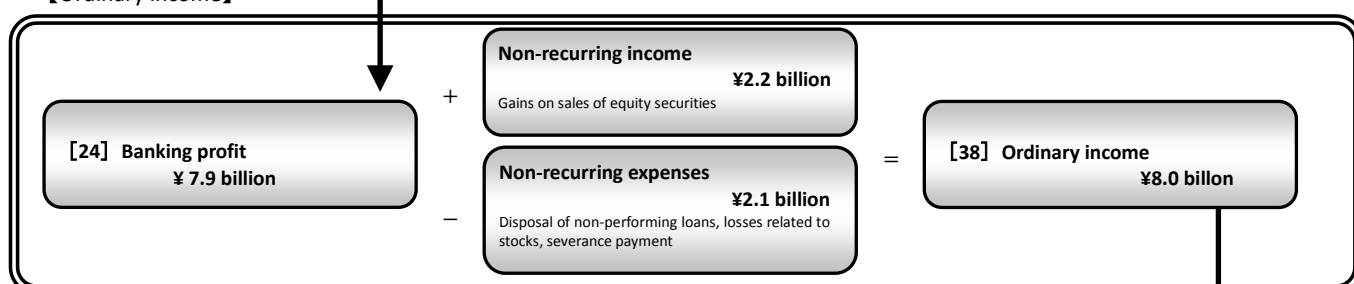 【Ordinary income】
Non-recurring income
¥2.2 billion
Gains on sales of equity securities
+
[24] Banking profit
¥ 7.9 billion
=
[38] Ordinary income
¥8.0 billon
Non-recurring expenses
¥2.1 billion
Disposal of non-performing loans, losses related to
stocks, severance payment
−